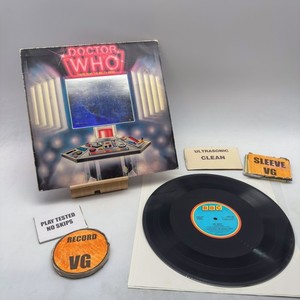 DOCTOR
WHO
ULTRASONIC
CLEAN
SLEEVE
VG
PLAY TESTED
NO SKIPS
RECORD
VG
BBC